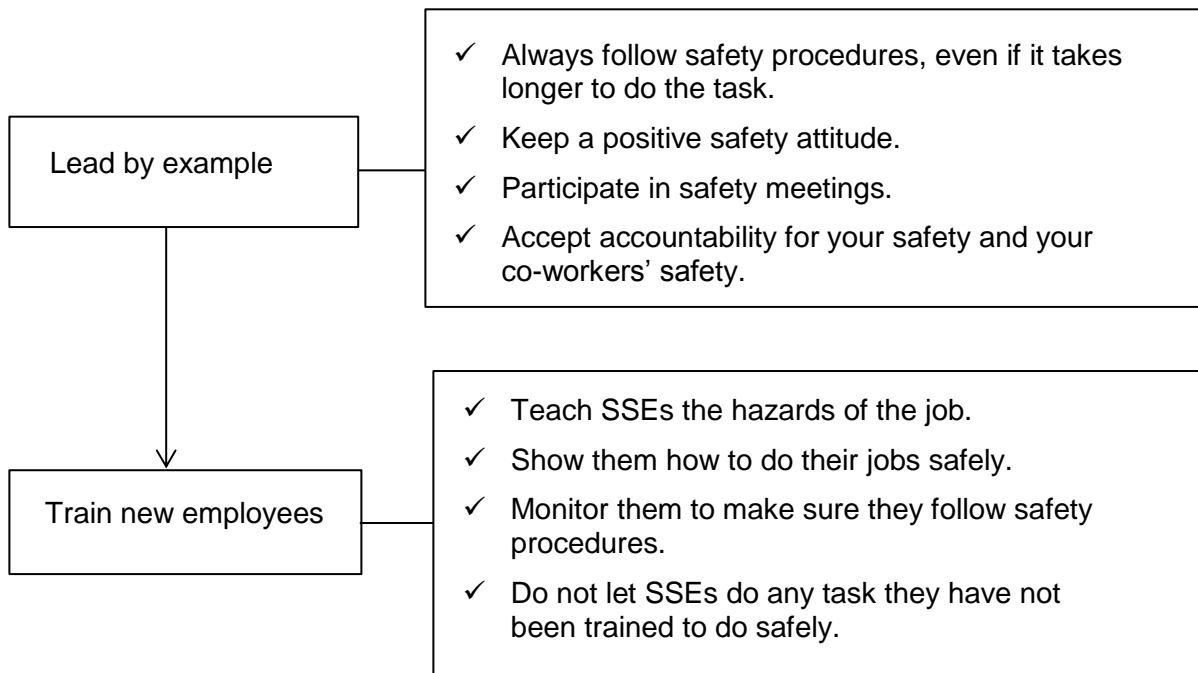 ✓ Always follow safety procedures, even if it takes
longer to do the task.
✓ Keep a positive safety attitude.
✓ Participate in safety meetings.
✓ Accept accountability for your safety and your
co-workers’ safety.
Lead by example
✓ Teach SSEs the hazards of the job.
✓ Show them how to do their jobs safely.
✓ Monitor them to make sure they follow safety
procedures.
✓ Do not let SSEs do any task they have not
been trained to do safely.
Train new employees